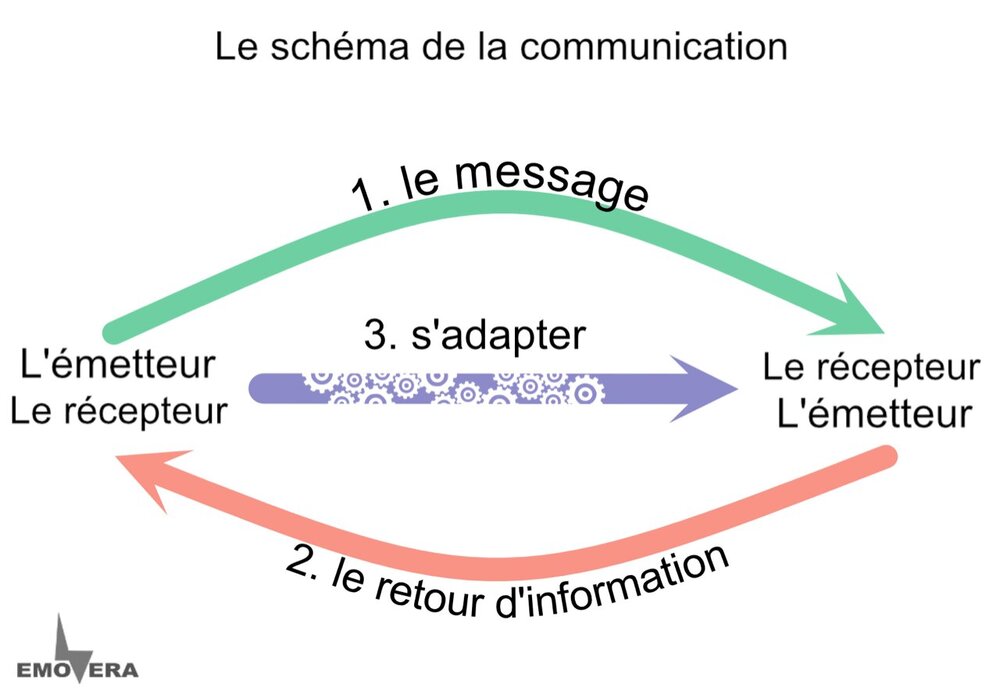 Le schéma de la communication
1. le message
3. s'adapter
L'émetteur
Le récepteur
Le récepteur
L'émetteur
2. le retour d'information
EMOVERA